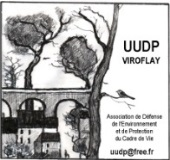 UUDP
VIROFLAY
Association de Défense
de l'Environnement
et de Protection
du Cadre de Vie
uudp@free.fr